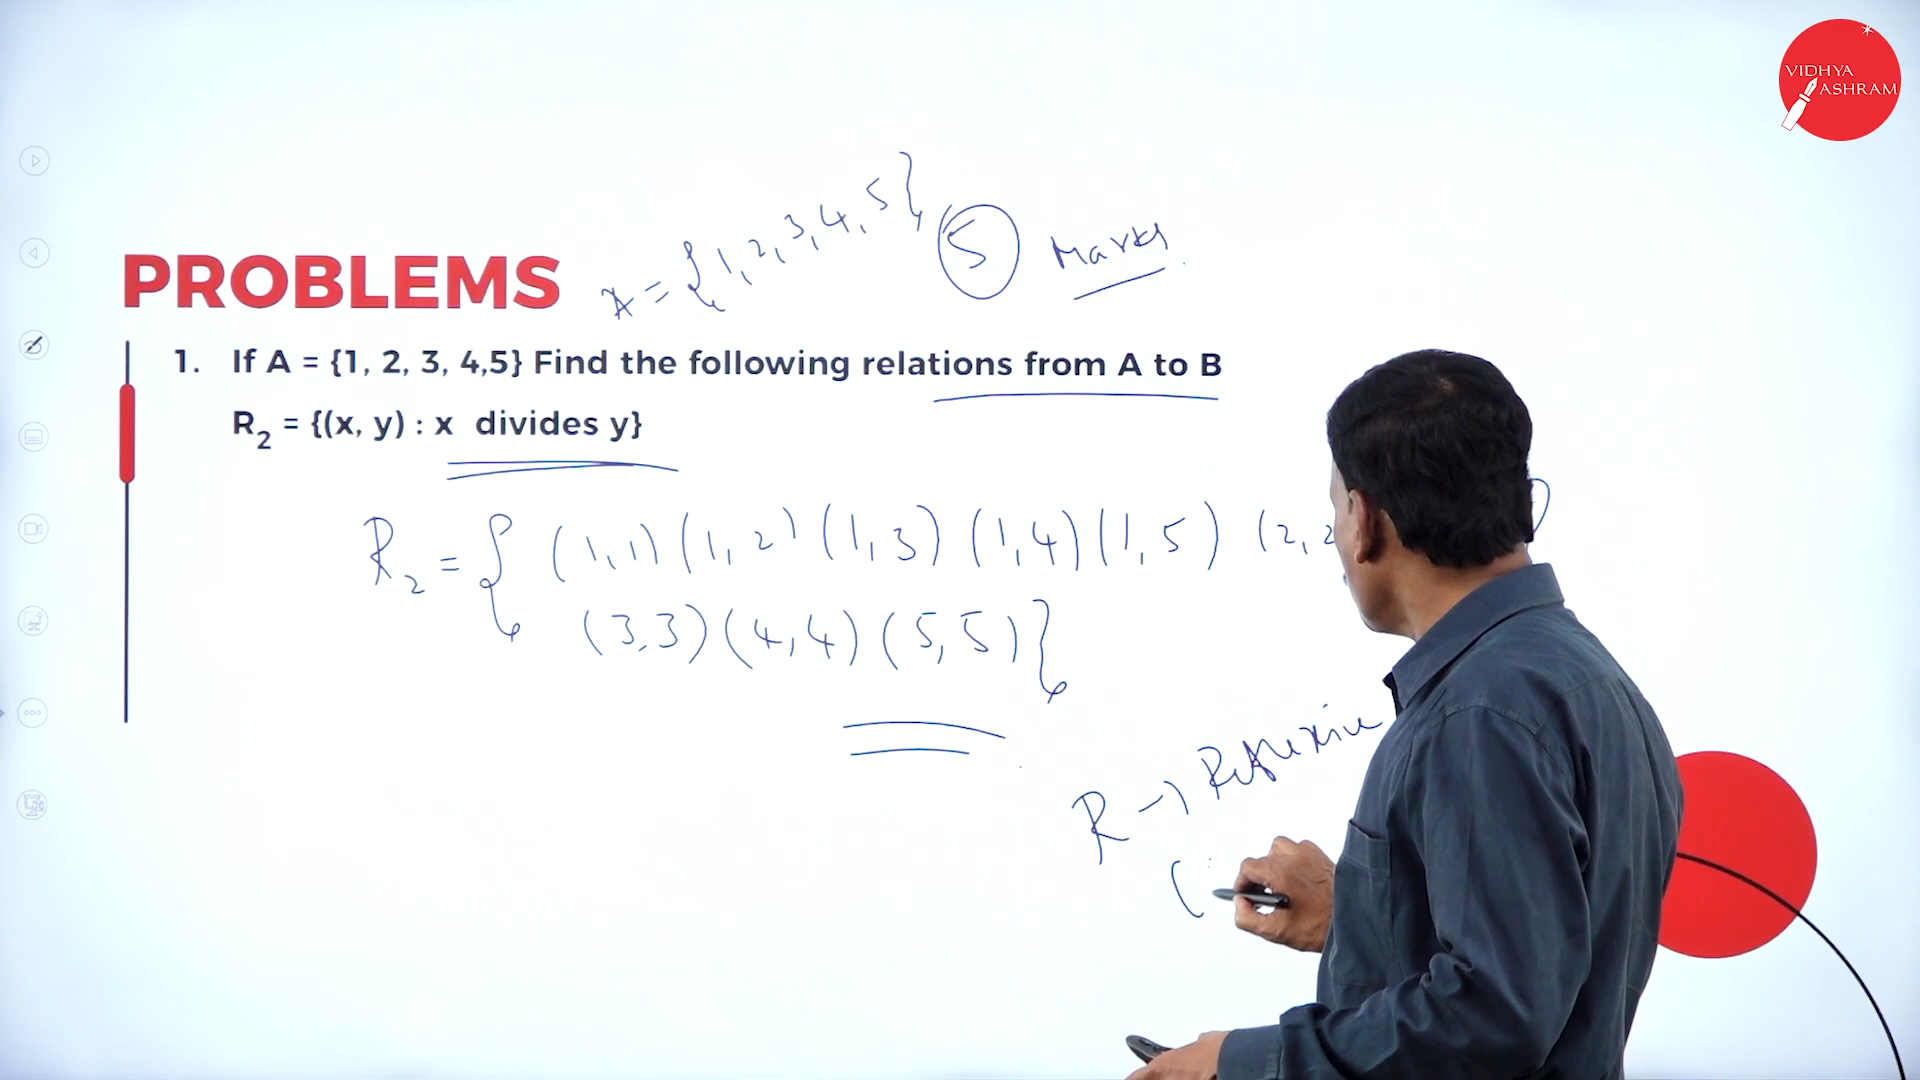 VIDHYA
ASHRAM
A = {1, 2, 3, 4, 5}, 5 Marks
PROBLEMS
1. If A = {1, 2, 3, 4,5} Find the following relations from A to B
R2 = {(x, y) : x divides y}
R2 = { (1,1) (1,2) (1,3) (1,4) (1,5) (2,2
(3,3) (4,4) (5,5) }
R → Reflexive
(